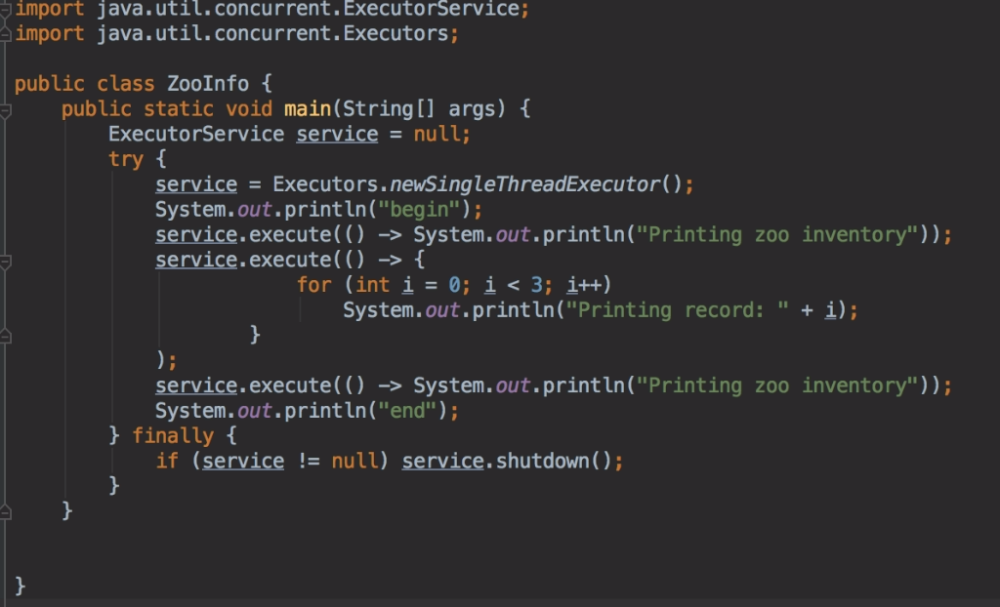 import java.util.concurrent.ExecutorService;
import java.util.concurrent.Executors;
public class ZooInfo {
public static void main(String[] args) {
ExecutorService service = null;
try {
service = Executors.newSingleThreadExecutor();
System.out.println("begin");
service.execute(() -> System.out.println("Printing zoo inventory"));
service.execute(() -> {
for (int i = 0; i < 3; i++)
System.out.println("Printing record: " + i);
}
);
service.execute(() -> System.out.println("Printing zoo inventory"));
System.out.println("end");
} finally {
if (service != null) service.shutdown();
}
}
}